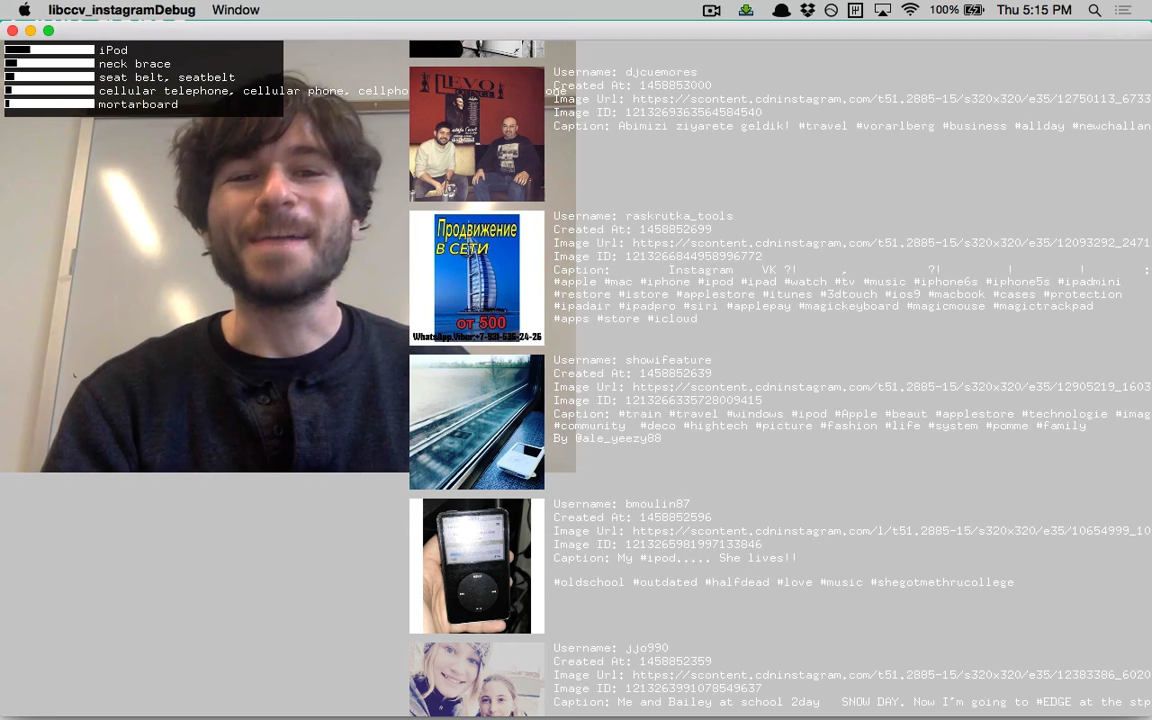 libccv_instagramDebug Window
100% Thu 5:15 PM
iPod
neck brace
seat belt, seatbelt
cellular telephone, cellular phone, cellpho
mortarboard
Username: djcuemores
Created At: 1458853000
Image Url: https://scontent.cdninstagram.com/t51.2885-15/s320x320/e35/12750113_6733
Image ID: 1213269363564584540
Caption: Abimizi ziyarete geldik! #travel #vorarlberg #business #allday #newchallan
Продвижение
В СЕТИ
от 500
WhatsApp,Viber:+7-931-536-24-26
Username: raskrutka_tools
Created At: 1458852699
Image Url: https://scontent.cdninstagram.com/t51.2885-15/s320x320/e35/12093292_2471
Image ID: 1213266844958996772
Caption: Instagram VK ?! , ?! ! ! :
#apple #mac #iphone #ipod #ipad #watch #tv #music #iphone6s #iphone5s #ipadmini
#restore #istore #applestore #itunes #3dtouch #ios9 #macbook #cases #protection
#ipadair #ipadpro #siri #applepay #magickeyboard #magicmouse #magictrackpad
#apps #store #icloud
Username: showifeature
Created At: 1458852639
Image Url: https://scontent.cdninstagram.com/t51.2885-15/s320x320/e35/12905219_1603
Image ID: 1213266335728009415
Caption: #train #travel #windows #ipod #Apple #beaut #applestore #technologie #imag
#community #deco #hightech #picture #fashion #life #system #pomme #family
By @ale_yeezy88
Username: bmoulin87
Created At: 1458852596
Image Url: https://scontent.cdninstagram.com/l/t51.2885-15/s320x320/e35/10654999_10
Image ID: 1213265981997133846
Caption: My #ipod..... She lives!!
#oldschool #outdated #halfdead #love #music #shegotmethrucollege
Username: jjo990
Created At: 1458852359
Image Url: https://scontent.cdninstagram.com/t51.2885-15/s320x320/e35/12383386_6020
Image ID: 1213263991078549637
Caption: Me and Bailey at school 2day SNOW DAY. Now I'm going to #EDGE at the stp